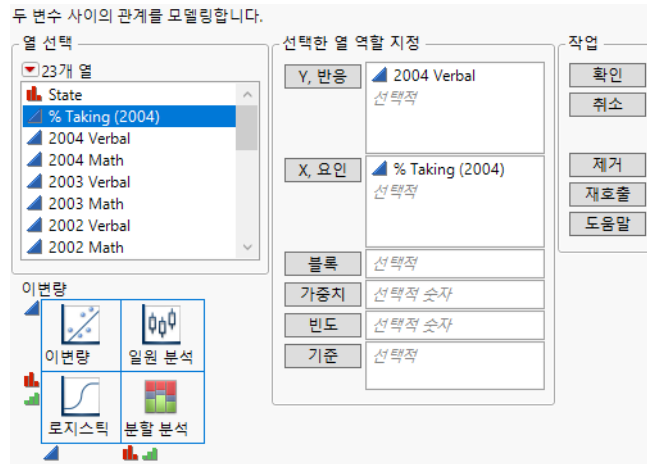 두 변수 사이의 관계를 모델링합니다.
열 선택
23개 열
State
% Taking (2004)
2004 Verbal
2004 Math
2003 Verbal
2003 Math
2002 Verbal
2002 Math
선택한 열 역할 지정
Y, 반응
2004 Verbal
선택적
X, 요인
% Taking (2004)
선택적
블록
선택적
가중치
선택적 숫자
빈도
선택적 숫자
기준
선택적
작업
확인
취소
제거
재호출
도움말
이변량
이변량
일원 분석
로지스틱
분할 분석